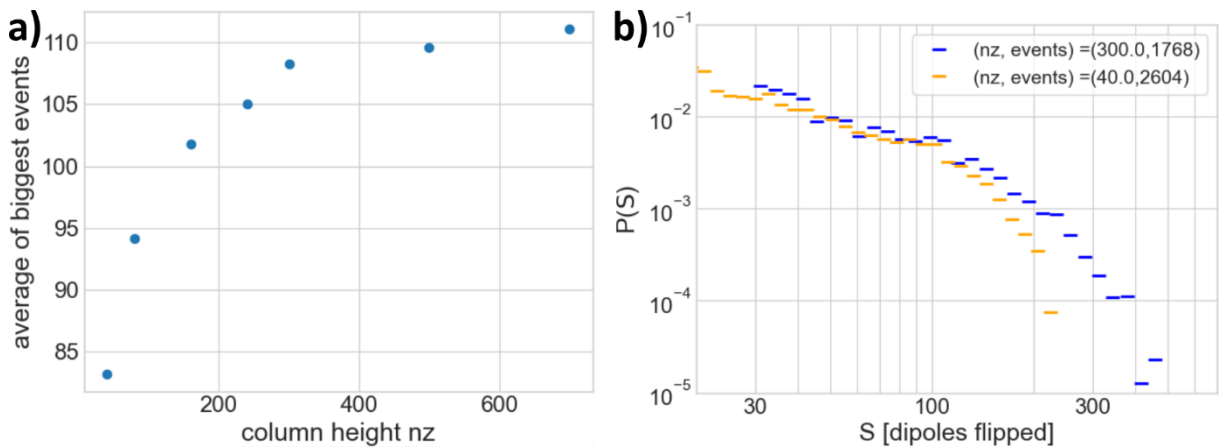 a)
110
105
100
95
90
85
average of biggest events
200
400
600
column height nz
b)
10^-1
10^-2
10^-3
10^-4
10^-5
P(S)
(nz, events) =(300.0,1768)
(nz, events) =(40.0,2604)
30
100
300
S [dipoles flipped]